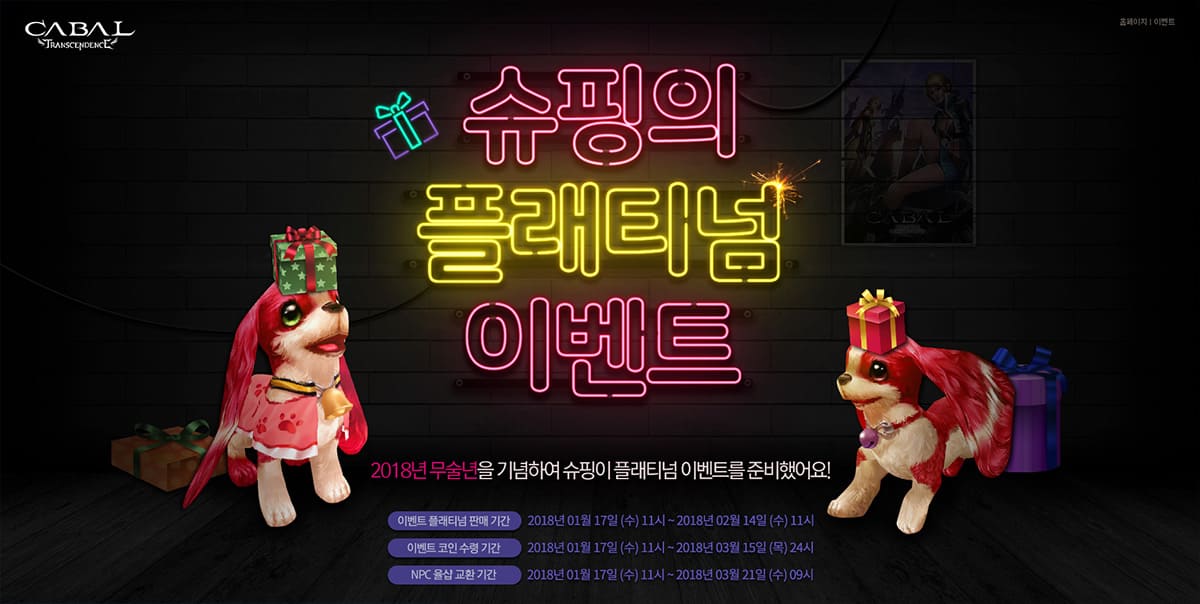 CABAL
TRANSCENDENCE
홈페이지 | 이벤트
슈핑의
플래티넘
이벤트
CABAL
2018년 무술년을 기념하여 슈핑이 플래티넘 이벤트를 준비했어요!
이벤트 플래티넘 판매 기간 2018년 01월 17일 (수) 11시 ~ 2018년 02월 14일 (수) 11시
이벤트 코인 수령 기간 2018년 01월 17일 (수) 11시 ~ 2018년 03월 15일 (목) 24시
NPC 율샵 교환 기간 2018년 01월 17일 (수) 11시 ~ 2018년 03월 21일 (수) 09시